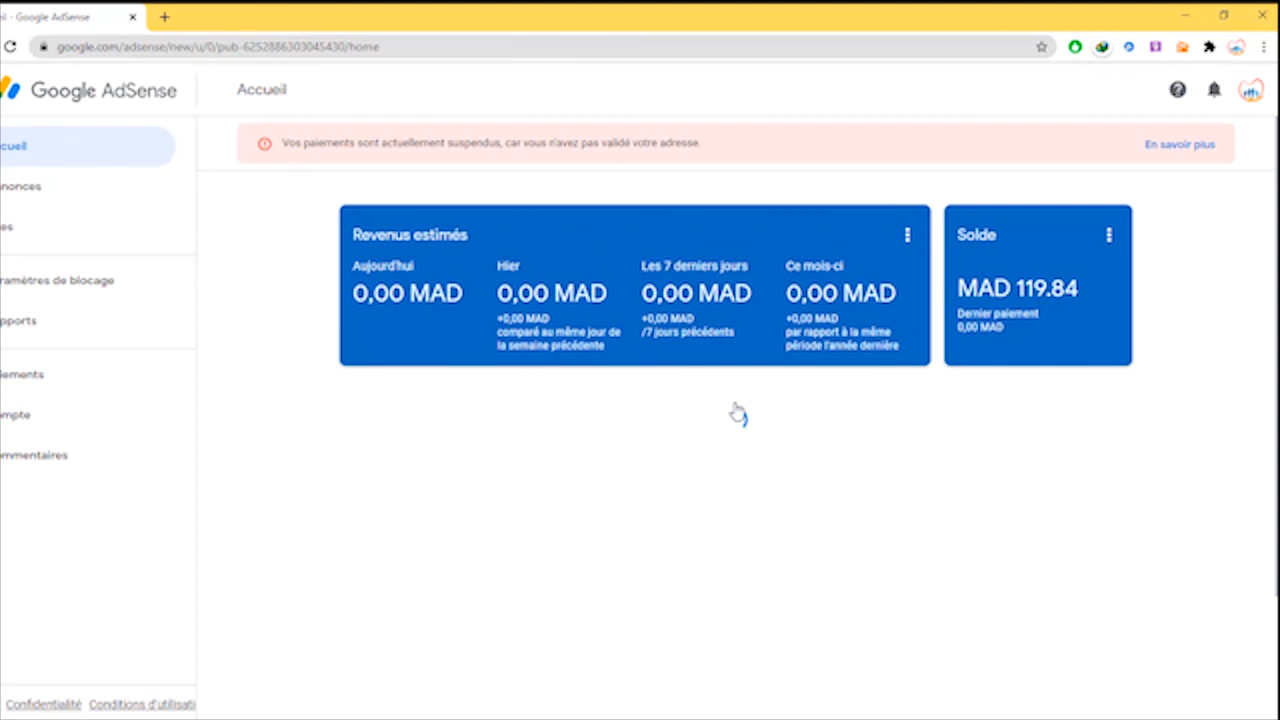 il - Google AdSense
google.com/adsense/new/u/0/pub-6252886303045430/home
Google AdSense
Accueil
cueil
Vos paiements sont actuellement suspendus, car vous n'avez pas validé votre adresse.
En savoir plus
nnonces
es
ramètres de blocage
pports
iements
ompte
ommentaires
Revenus estimés
Aujourd'hui
Hier
Les 7 derniers jours
Ce mois-ci
0,00 MAD
0,00 MAD
0,00 MAD
0,00 MAD
+0,00 MAD
comparé au même jour de
la semaine précédente
+0,00 MAD
/7 jours précédents
+0,00 MAD
par rapport à la même
période l'année dernière
Solde
MAD 119.84
Dernier paiement
0,00 MAD
Confidentialité
Conditions d'utilisati